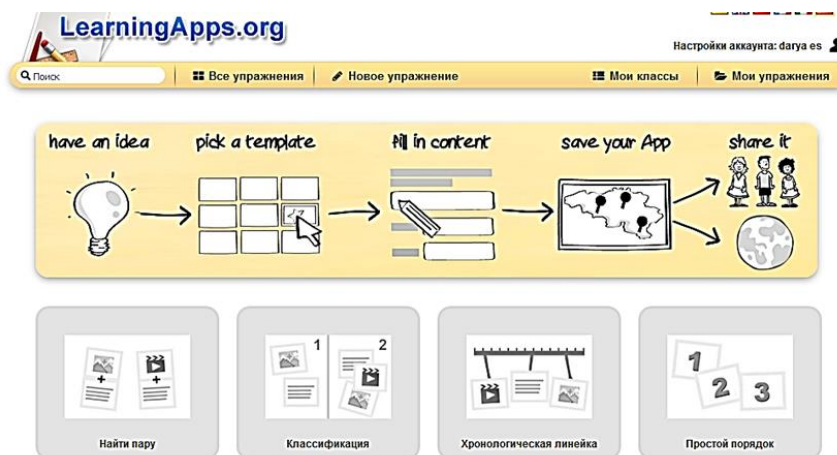 LearningApps.org
Настройки аккаунта: darya es
Поиск
Все упражнения
Новое упражнение
Мои классы
Мои упражнения
have an idea
pick a template
fill in content
save your App
share it
1
2
1
2
3
Найти пару
Классификация
Хронологическая линейка
Простой порядок